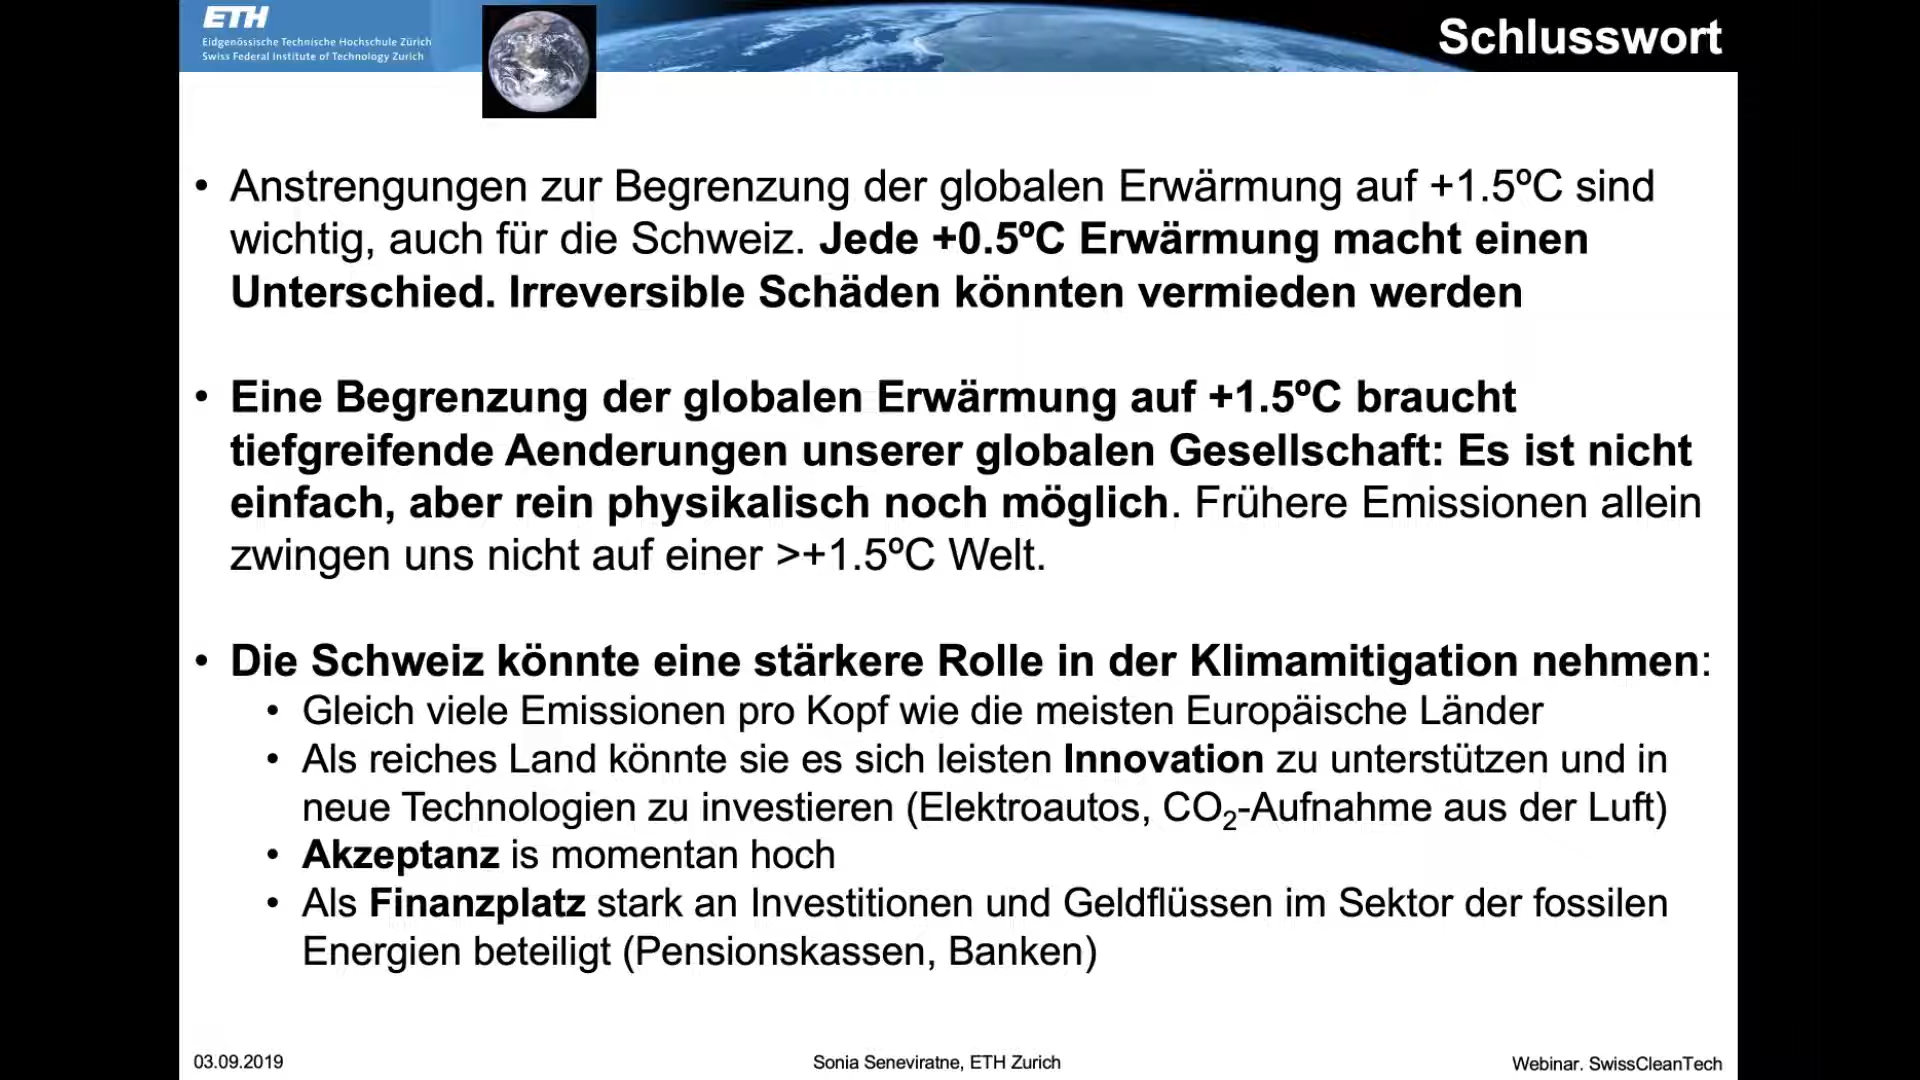 ETH
Eidgenössische Technische Hochschule Zürich
Swiss Federal Institute of Technology Zurich
Schlusswort
• Anstrengungen zur Begrenzung der globalen Erwärmung auf +1.5ºC sind
wichtig, auch für die Schweiz. Jede +0.5ºC Erwärmung macht einen
Unterschied. Irreversible Schäden könnten vermieden werden
• Eine Begrenzung der globalen Erwärmung auf +1.5ºC braucht
tiefgreifende Aenderungen unserer globalen Gesellschaft: Es ist nicht
einfach, aber rein physikalisch noch möglich. Frühere Emissionen allein
zwingen uns nicht auf einer >+1.5ºC Welt.
• Die Schweiz könnte eine stärkere Rolle in der Klimamitigation nehmen:
• Gleich viele Emissionen pro Kopf wie die meisten Europäische Länder
• Als reiches Land könnte sie es sich leisten Innovation zu unterstützen und in
neue Technologien zu investieren (Elektroautos, CO₂-Aufnahme aus der Luft)
• Akzeptanz is momentan hoch
• Als Finanzplatz stark an Investitionen und Geldflüssen im Sektor der fossilen
Energien beteiligt (Pensionskassen, Banken)
03.09.2019
Sonia Seneviratne, ETH Zurich
Webinar. SwissCleanTech